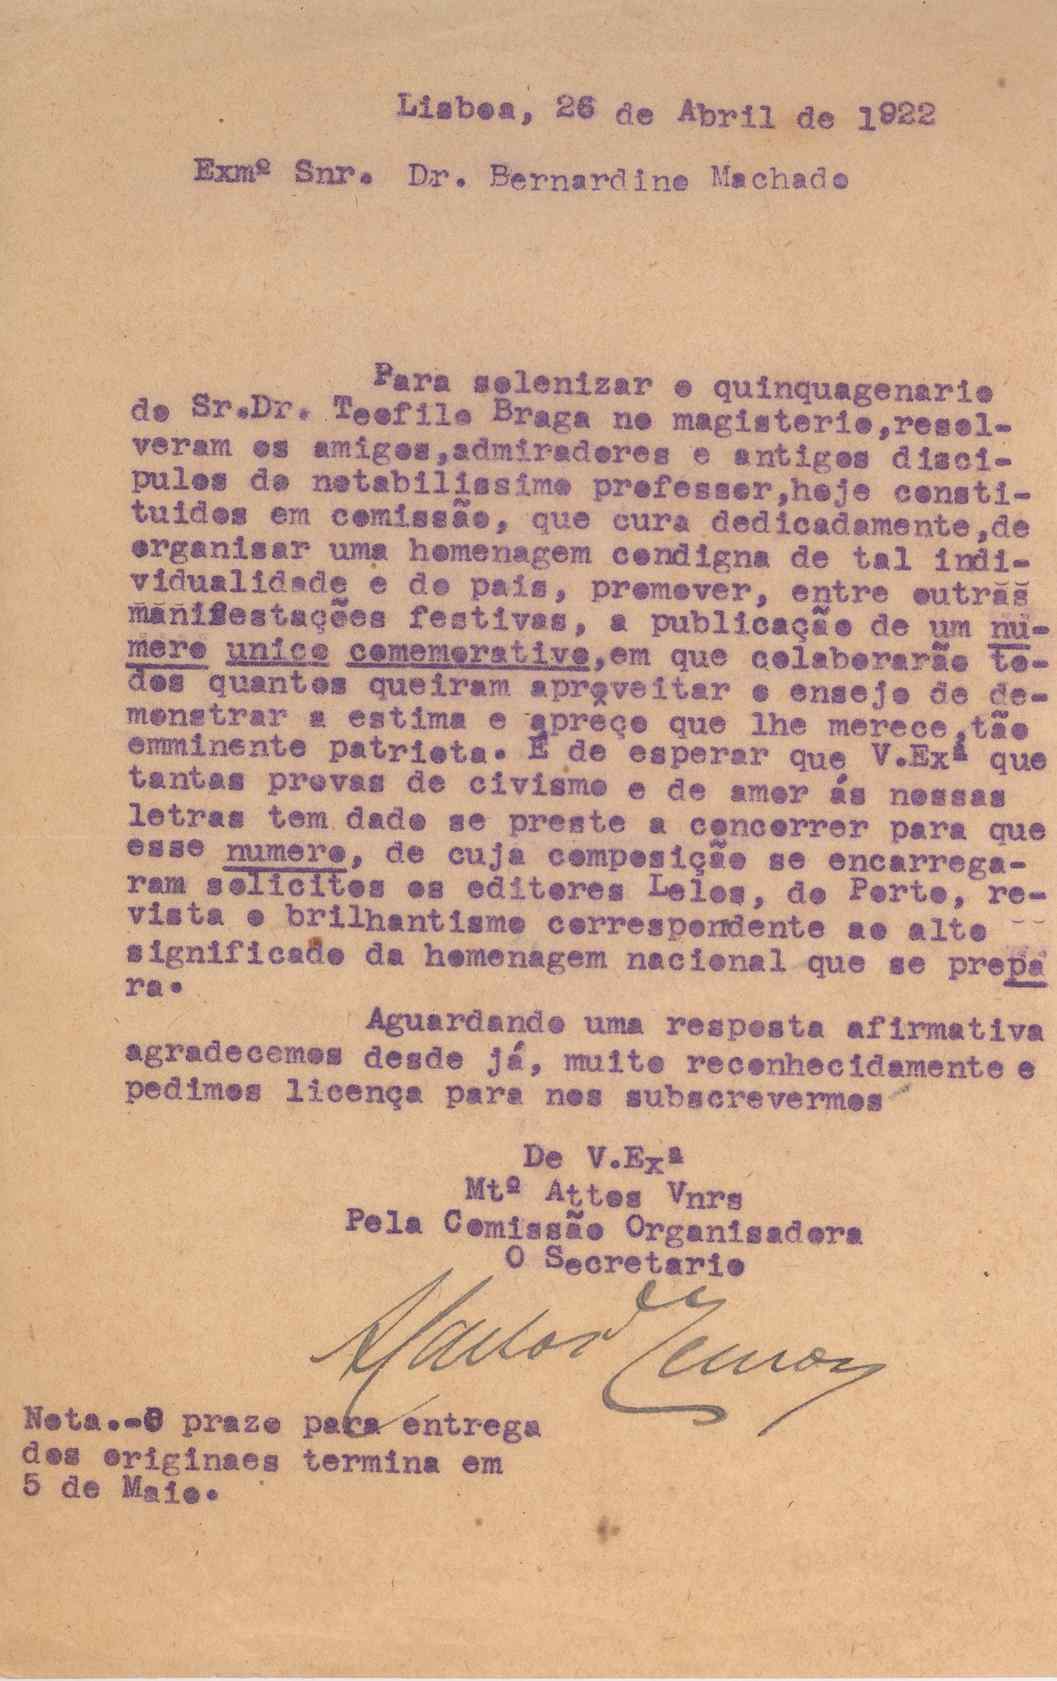 Lisboa, 26 de Abril de 1922
Exmº Snr. Dr. Bernardino Machado
Para solenizar o quinquagenario
do Sr.Dr. Teofilo Braga no magisterio,resol-
veram os amigos,admiradores e antigos disci-
pulos do notabilissimo professor,hoje consti-
tuidos em comissão, que cura dedicadamente,de
organisar uma homenagem condigna de tal indi-
vidualidade e do pais, promover, entre outras
manifestações festivas, a publicação de um nu-
mero unico comemorativo,em que colaborarão to-
dos quantos queiram aproveitar o ensejo de de-
monstrar a estima e apreço que lhe merece,tão
emminente patriota. É de esperar que V.Exª que
tantas provas de civismo e de amor ás nossas
letras tem dado se preste a concorrer para que
esse numero, de cuja composição se encarrega-
ram solicitos os editores Lelos, do Porto, re-
vista o brilhantismo correspondente ao alto
significado da homenagem nacional que se prepa
ra.
Aguardando uma resposta afirmativa
agradecemos desde já, muito reconhecidamente e
pedimos licença para nos subscrevermos
De V.Exª
Mtº Attos Vnrs
Pela Comissão Organisadora
O Secretario
Nota.-O prazo para entrega
dos originaes termina em
5 de Maio.